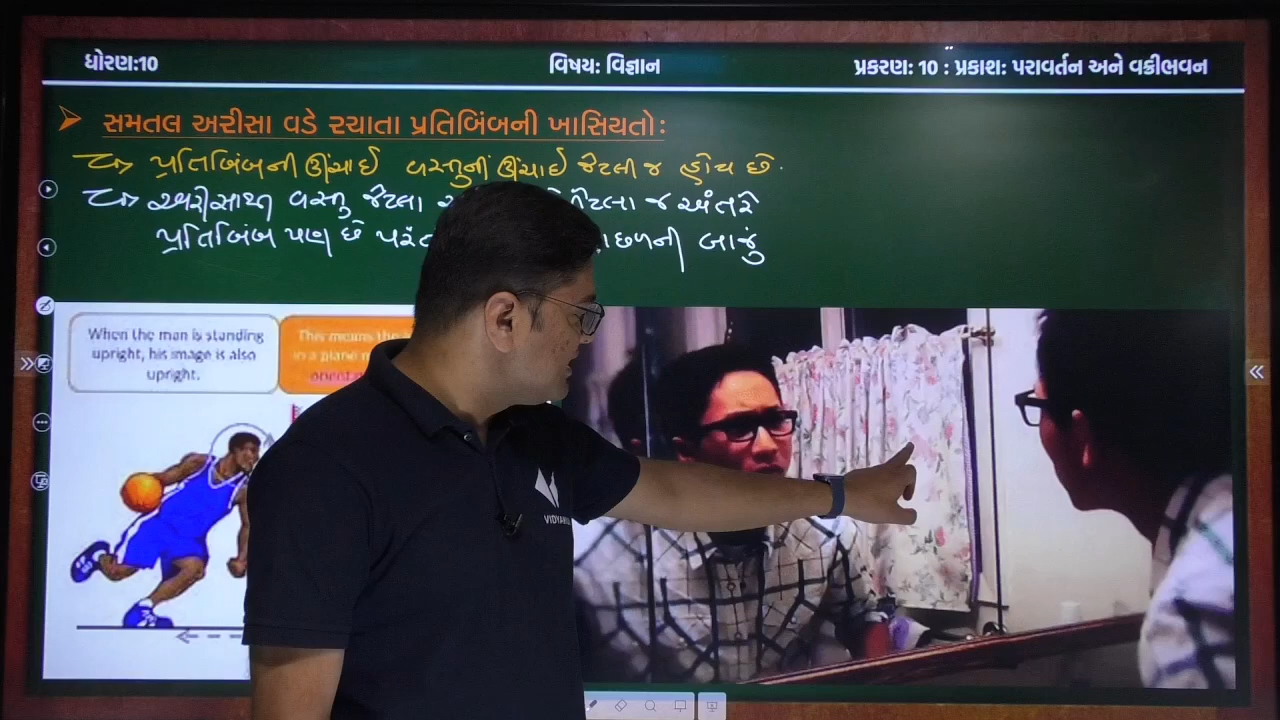 ધોરણ:10 વિષય: વિજ્ઞાન પ્રકરણ: 10 : પ્રકાશ: પરાવર્તન અને વક્રીભવન
➢ સમતલ અરીસા વડે રચાતા પ્રતિબિંબની ખાસિયતો:
પ્રતિબિંબની ઊંચાઈ વસ્તુની ઊંચાઈ જેટલી જ હોય છે.
અરીસાથી વસ્તુ જેટલા જેટલા જ અંતરે
પ્રતિબિંબ પણ છે બાજું
When the man is standing
upright, his image is also
upright.
This means the
in a plane
VIDYAKUL